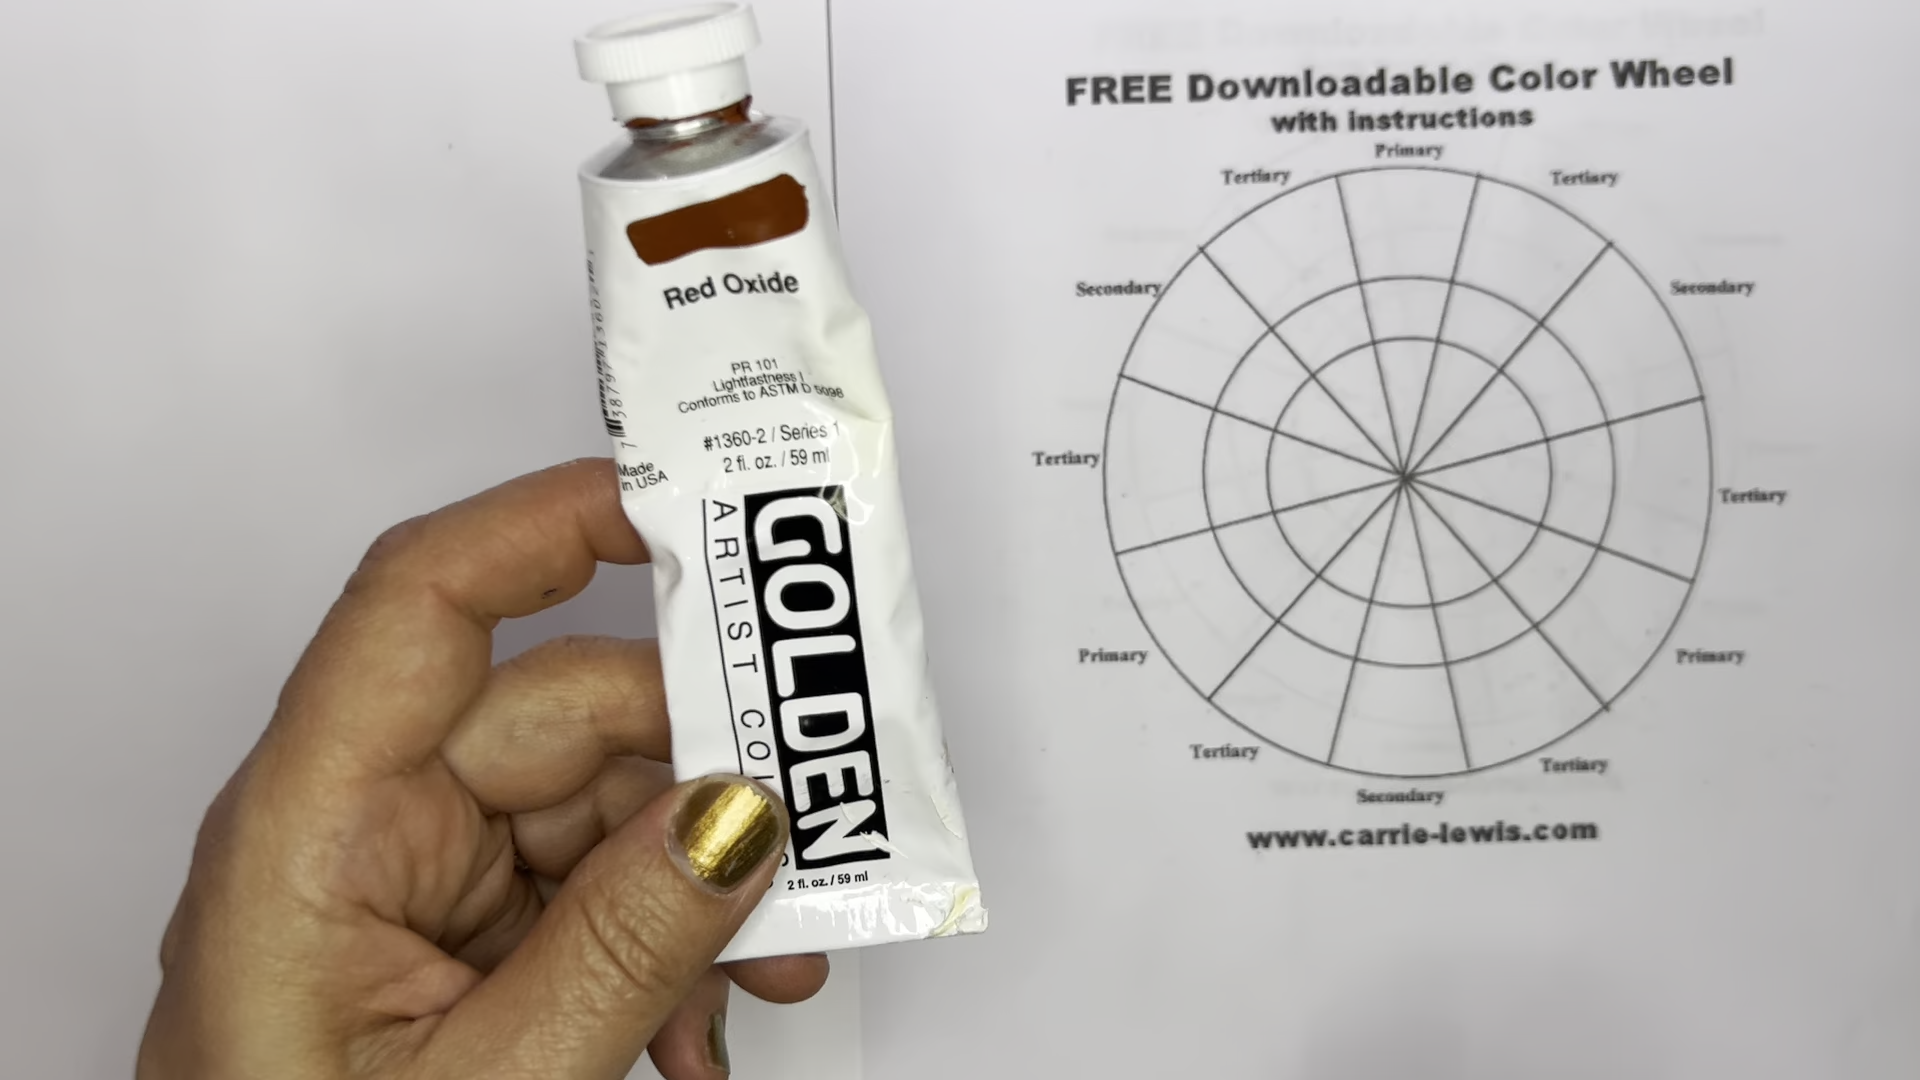 Red Oxide
PR 101
Lightfastness I
Conforms to ASTM D 5098
#1360-2 / Series 1
2 fl. oz. / 59 ml
Made
in USA
GOLDEN
ARTIST
2 fl. oz. / 59 ml
FREE Downloadable Color Wheel
with instructions
Primary
Tertiary
Tertiary
Secondary
Secondary
Tertiary
Tertiary
Primary
Primary
Tertiary
Tertiary
Secondary
www.carrie-lewis.com